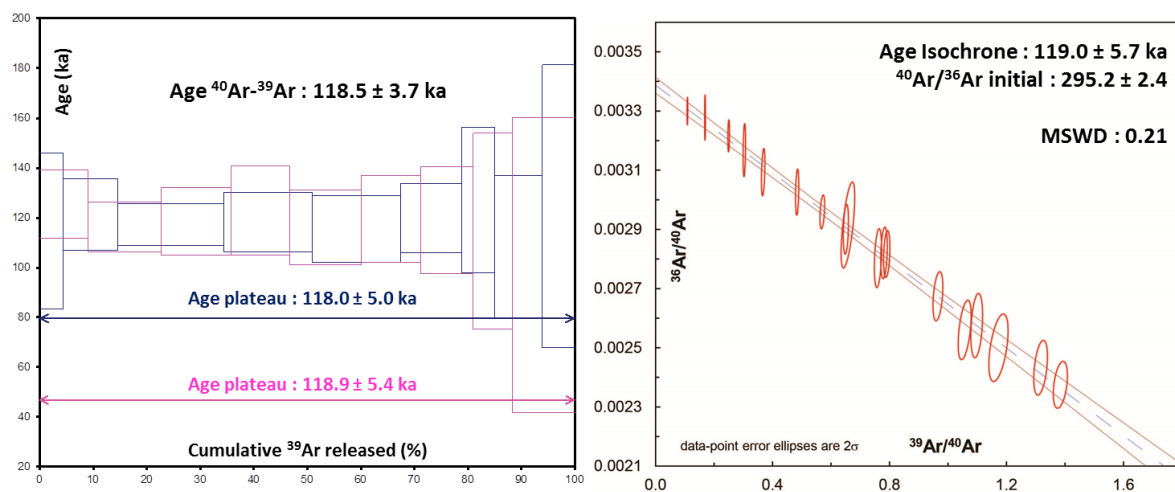 200
180
160
140
120
100
80
60
40
20
Age (ka)
Age ⁴⁰Ar-³⁹Ar : 118.5 ± 3.7 ka
Age plateau : 118.0 ± 5.0 ka
Age plateau : 118.9 ± 5.4 ka
Cumulative ³⁹Ar released (%)
0 10 20 30 40 50 60 70 80 90 100
0.0035
0.0033
0.0031
0.0029
0.0027
0.0025
0.0023
0.0021
³⁶Ar/⁴⁰Ar
Age Isochrone : 119.0 ± 5.7 ka
⁴⁰Ar/³⁶Ar initial : 295.2 ± 2.4
MSWD : 0.21
data-point error ellipses are 2σ
³⁹Ar/⁴⁰Ar
0.0 0.4 0.8 1.2 1.6